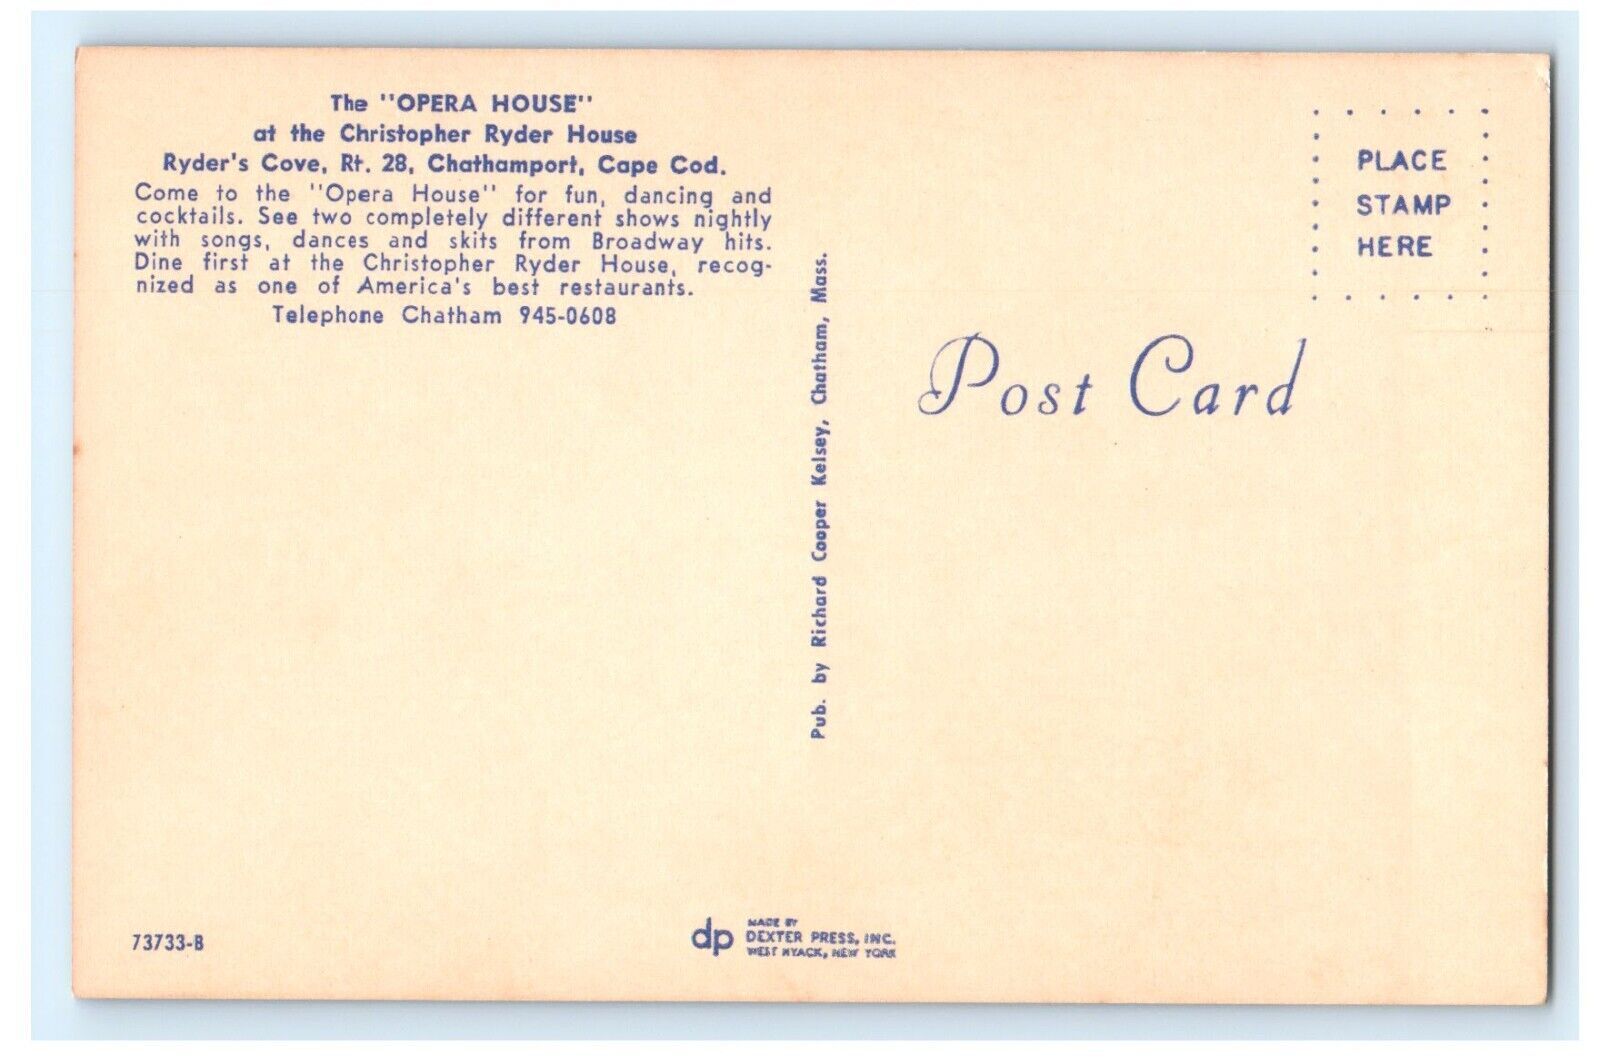 The "OPERA HOUSE"
at the Christopher Ryder House
Ryder's Cove, Rt. 28, Chathamport, Cape Cod.
Come to the "Opera House" for fun, dancing and
cocktails. See two completely different shows nightly
with songs, dances and skits from Broadway hits.
Dine first at the Christopher Ryder House, recog-
nized as one of America's best restaurants.
Telephone Chatham 945-0608
Pub. by Richard Cooper Kelsey, Chatham, Mass.
PLACE
STAMP
HERE
Post Card
73733-B
dp
MADE BY
DEXTER PRESS, INC.
WEST NYACK, NEW YORK